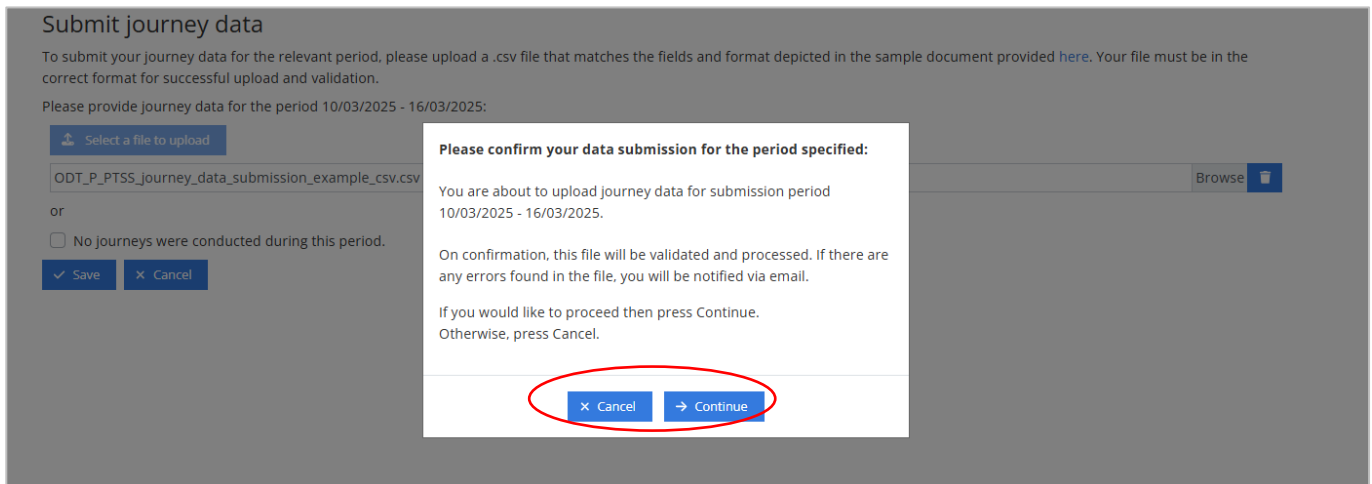 Submit journey data
To submit your journey data for the relevant period, please upload a .csv file that matches the fields and format depicted in the sample document provided here. Your file must be in the
correct format for successful upload and validation.
Please provide journey data for the period 10/03/2025 - 16/03/2025:
Select a file to upload
ODT_P_PTSS_journey_data_submission_example_csv.csv
Browse
or
No journeys were conducted during this period.
Save
Cancel
Please confirm your data submission for the period specified:
You are about to upload journey data for submission period
10/03/2025 - 16/03/2025.
On confirmation, this file will be validated and processed. If there are
any errors found in the file, you will be notified via email.
If you would like to proceed then press Continue.
Otherwise, press Cancel.
Cancel
Continue